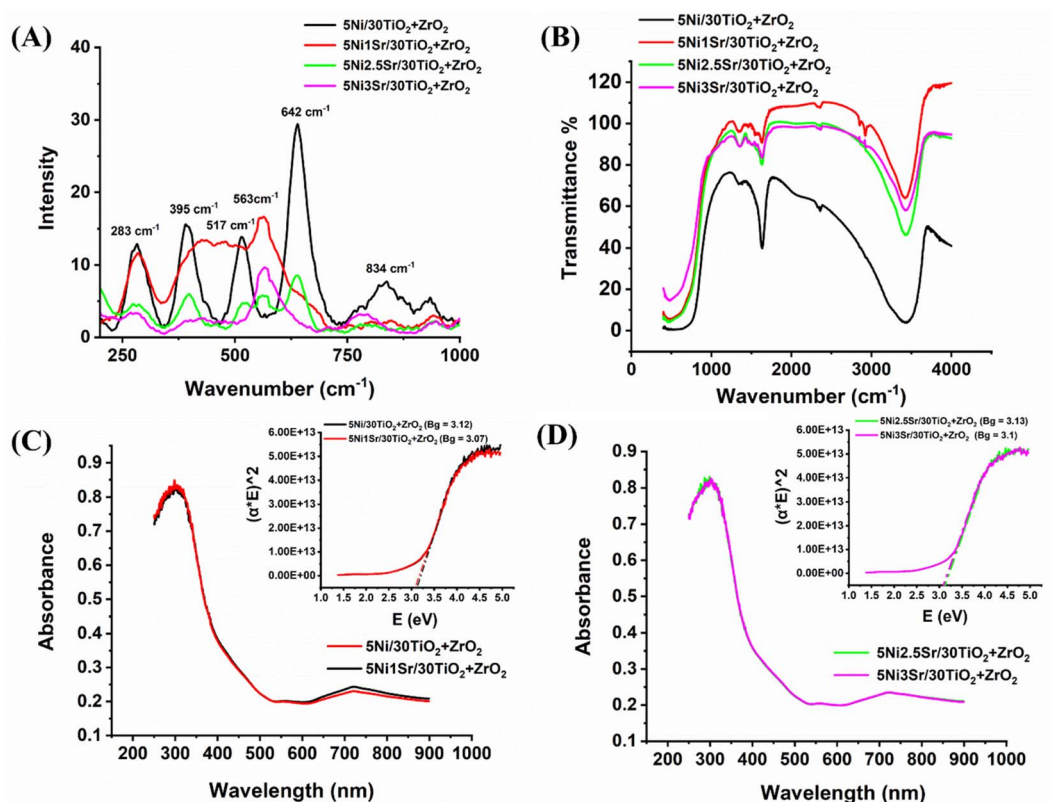 (A)
5Ni/30TiO₂+ZrO₂
5Ni1Sr/30TiO₂+ZrO₂
5Ni2.5Sr/30TiO₂+ZrO₂
5Ni3Sr/30TiO₂+ZrO₂
40
30
20
10
0
Intensity
283 cm⁻¹
395 cm⁻¹
517 cm⁻¹
563cm⁻¹
642 cm⁻¹
834 cm⁻¹
250
500
750
1000
Wavenumber (cm⁻¹)
(B)
5Ni/30TiO₂+ZrO₂
5Ni1Sr/30TiO₂+ZrO₂
5Ni2.5Sr/30TiO₂+ZrO₂
5Ni3Sr/30TiO₂+ZrO₂
120
100
80
60
40
20
0
Transmittance %
0
1000
2000
3000
4000
Wavenumber (cm⁻¹)
(C)
0.9
0.8
0.7
0.6
0.5
0.4
0.3
0.2
0.1
Absorbance
5Ni/30TiO₂+ZrO₂ (Bg = 3.12)
5Ni1Sr/30TiO₂+ZrO₂ (Bg = 3.07)
6.00E+13
5.00E+13
4.00E+13
3.00E+13
2.00E+13
1.00E+13
0.00E+00
(α*E)^2
1.0 1.5 2.0 2.5 3.0 3.5 4.0 4.5 5.0
E (eV)
5Ni/30TiO₂+ZrO₂
5Ni1Sr/30TiO₂+ZrO₂
200 300 400 500 600 700 800 900 1000
Wavelength (nm)
(D)
0.9
0.8
0.7
0.6
0.5
0.4
0.3
0.2
0.1
Absorbance
5Ni2.5Sr/30TiO₂+ZrO₂ (Bg = 3.13)
5Ni3Sr/30TiO₂+ZrO₂ (Bg = 3.1)
6.00E+13
5.00E+13
4.00E+13
3.00E+13
2.00E+13
1.00E+13
0.00E+00
(α*E)^2
1.0 1.5 2.0 2.5 3.0 3.5 4.0 4.5 5.0
E (eV)
5Ni2.5Sr/30TiO₂+ZrO₂
5Ni3Sr/30TiO₂+ZrO₂
200 300 400 500 600 700 800 900 1000
Wavelength (nm)